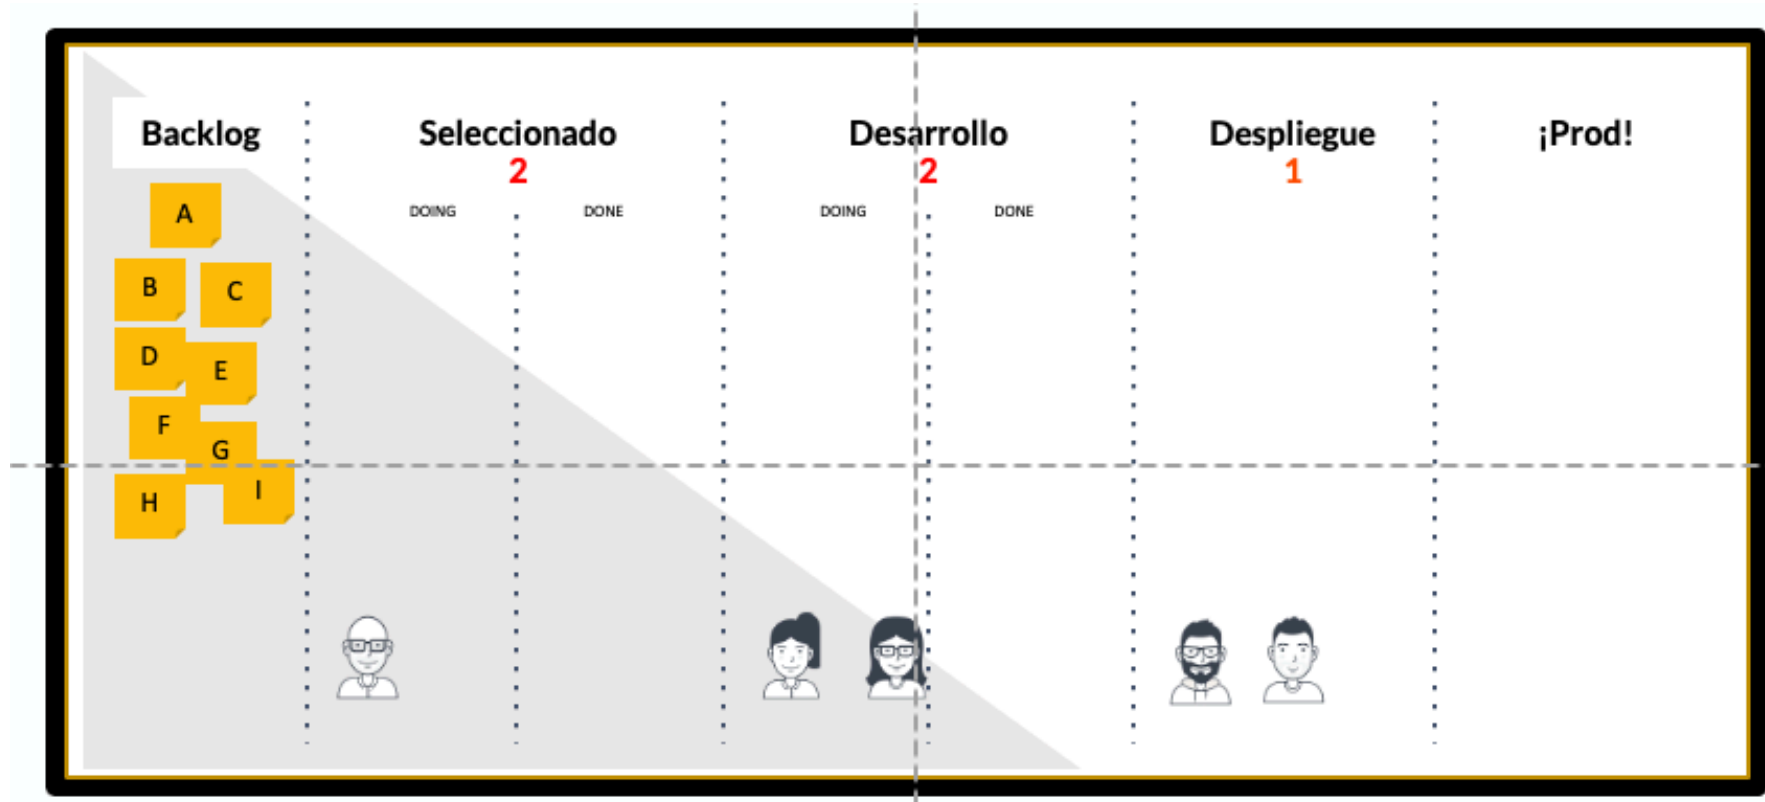 Backlog
Seleccionado
2
DOING
DONE
Desarrollo
2
DOING
DONE
Despliegue
1
¡Prod!
A
B
C
D
E
F
G
H
I